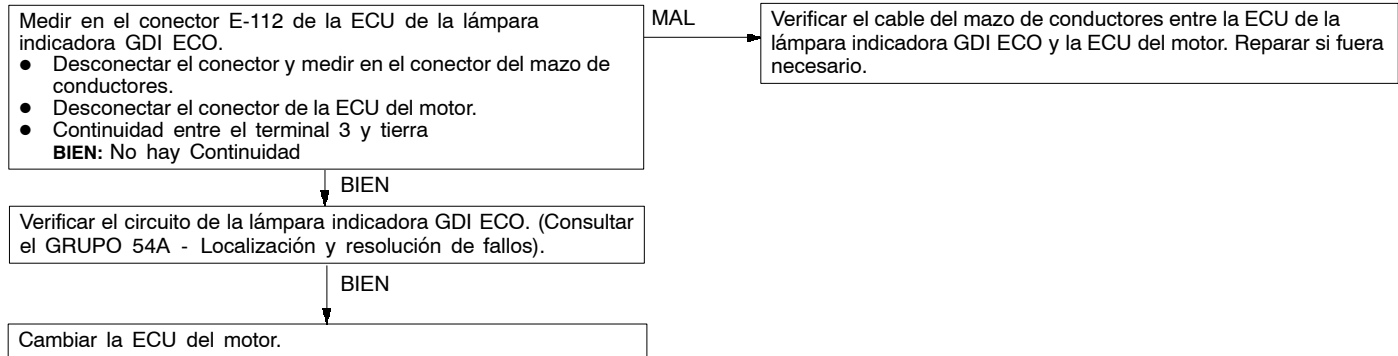 Medir en el conector E-112 de la ECU de la lámpara
indicadora GDI ECO.
● Desconectar el conector y medir en el conector del mazo de
conductores.
● Desconectar el conector de la ECU del motor.
● Continuidad entre el terminal 3 y tierra
BIEN: No hay Continuidad
MAL
Verificar el cable del mazo de conductores entre la ECU de la
lámpara indicadora GDI ECO y la ECU del motor. Reparar si fuera
necesario.
BIEN
Verificar el circuito de la lámpara indicadora GDI ECO. (Consultar
el GRUPO 54A - Localización y resolución de fallos).
BIEN
Cambiar la ECU del motor.